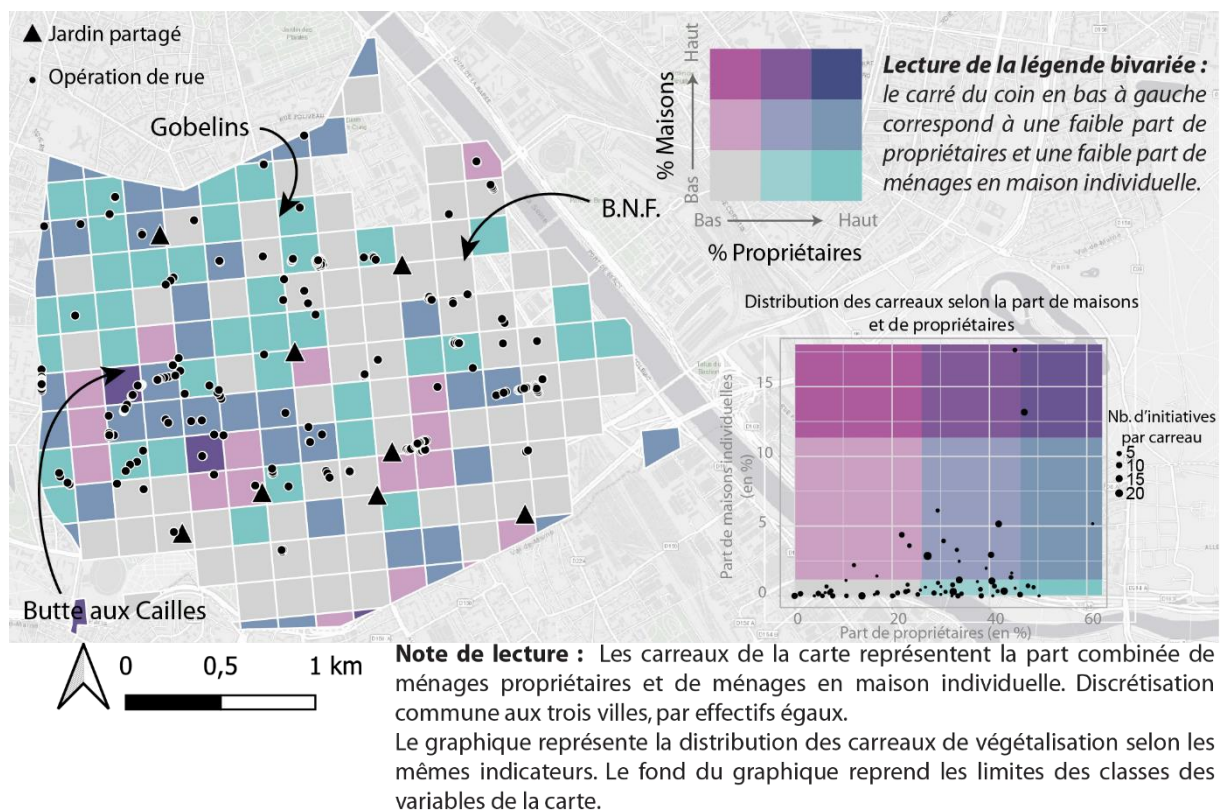 Jardin partagé
Opération de rue
Gobelins
B.N.F.
Butte aux Cailles
% Maisons
Bas
Haut
Bas
Haut
% Propriétaires
Lecture de la légende bivariée :
le carré du coin en bas à gauche
correspond à une faible part de
propriétaires et une faible part de
ménages en maison individuelle.
Distribution des carreaux selon la part de maisons
et de propriétaires
Part de maisons individuelles
(en %)
15
10
5
0
0
20
40
60
Part de propriétaires (en %)
Nb. d'initiatives
par carreau
5
10
15
20
0
0,5
1 km
Note de lecture : Les carreaux de la carte représentent la part combinée de
ménages propriétaires et de ménages en maison individuelle. Discrétisation
commune aux trois villes, par effectifs égaux.
Le graphique représente la distribution des carreaux de végétalisation selon les
mêmes indicateurs. Le fond du graphique reprend les limites des classes des
variables de la carte.